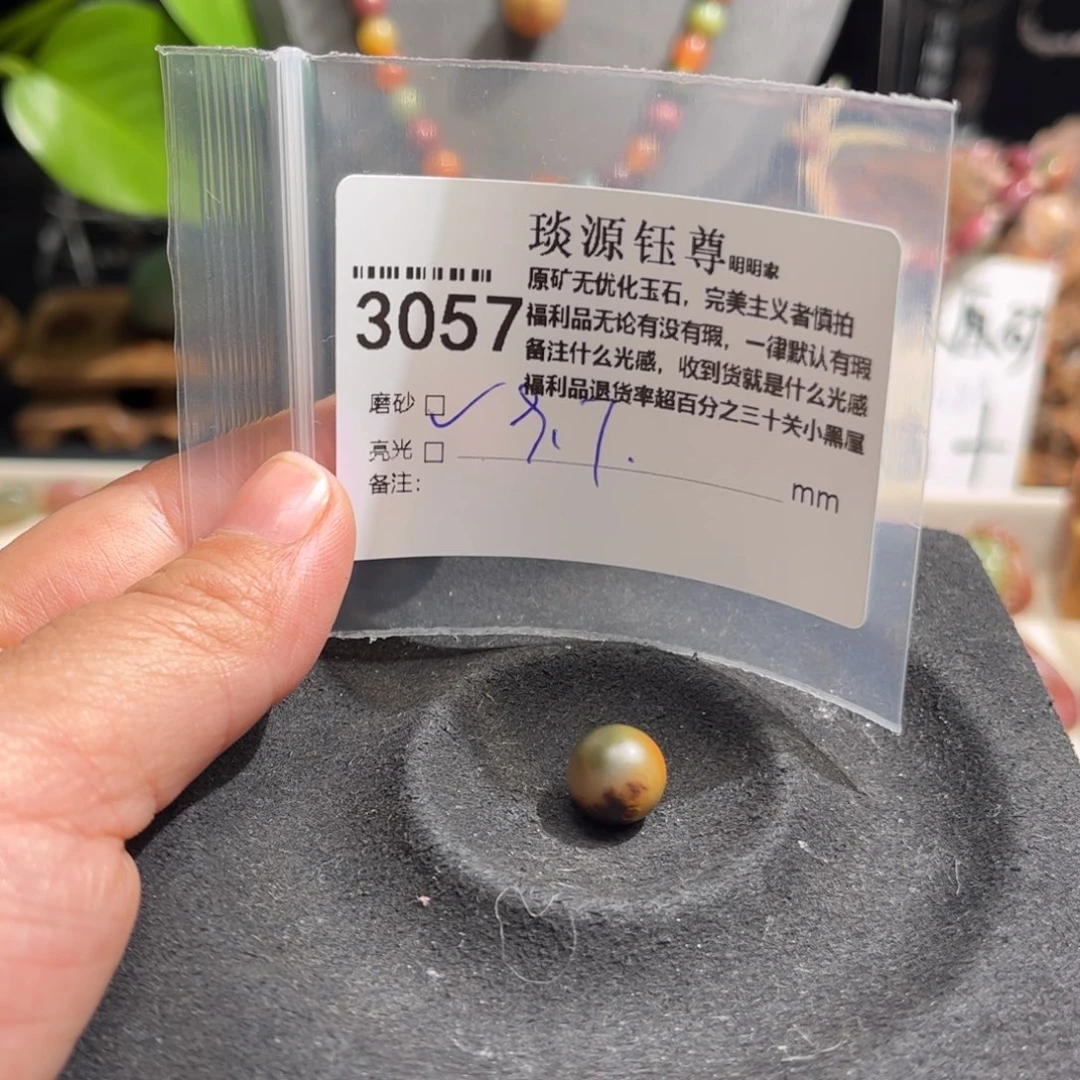 琰源钰尊明明家
原矿无优化玉石，完美主义者慎拍
3057
福利品无论有没有瑕，一律默认有瑕
备注什么光感，收到货就是什么光感
福利品退货率超百分之三十关小黑屋
磨砂 □ ✓
亮光 □ mm
备注：
原矿